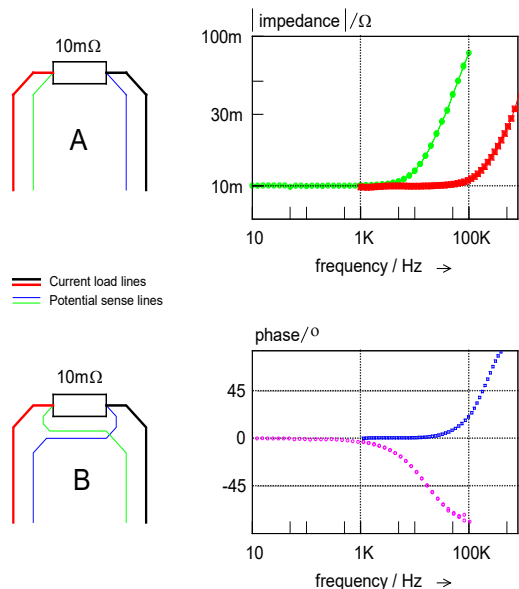 10mΩ
A
|impedance|/Ω
100m
30m
10m
10 1K 100K
frequency / Hz →
Current load lines
Potential sense lines
10mΩ
B
phase/o
45
0
-45
10 1K 100K
frequency / Hz →